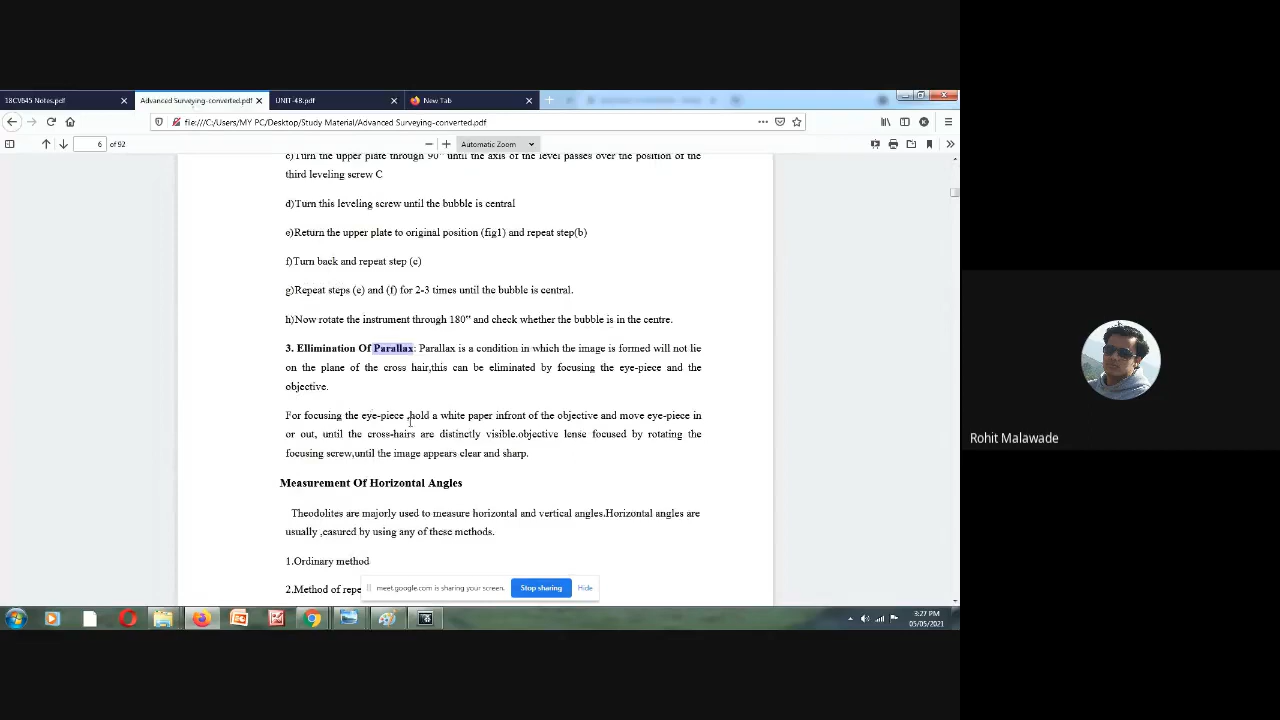 18CV645 Notes.pdf
Advanced Surveying-converted.pdf
UNIT-4B.pdf
New Tab
file:///C:/Users/MY PC/Desktop/Study Material/Advanced Surveying-converted.pdf
6 of 92
Automatic Zoom
c)Turn the upper plate through 90° until the axis of the level passes over the position of the
third leveling screw C
d)Turn this leveling screw until the bubble is central
e)Return the upper plate to original position (fig1) and repeat step(b)
f)Turn back and repeat step (c)
g)Repeat steps (e) and (f) for 2-3 times until the bubble is central.
h)Now rotate the instrument through 180° and check whether the bubble is in the centre.
3. Ellimination Of Parallax: Parallax is a condition in which the image is formed will not lie
on the plane of the cross hair,this can be eliminated by focusing the eye-piece and the
objective.
For focusing the eye-piece ,hold a white paper infront of the objective and move eye-piece in
or out, until the cross-hairs are distinctly visible.objective lense focused by rotating the
focusing screw,until the image appears clear and sharp.
Measurement Of Horizontal Angles
Theodolites are majorly used to measure horizontal and vertical angles.Horizontal angles are
usually ,easured by using any of these methods.
1.Ordinary method
2.Method of repe
meet.google.com is sharing your screen.
Stop sharing
Hide
3:27 PM
05/05/2021
Rohit Malawade